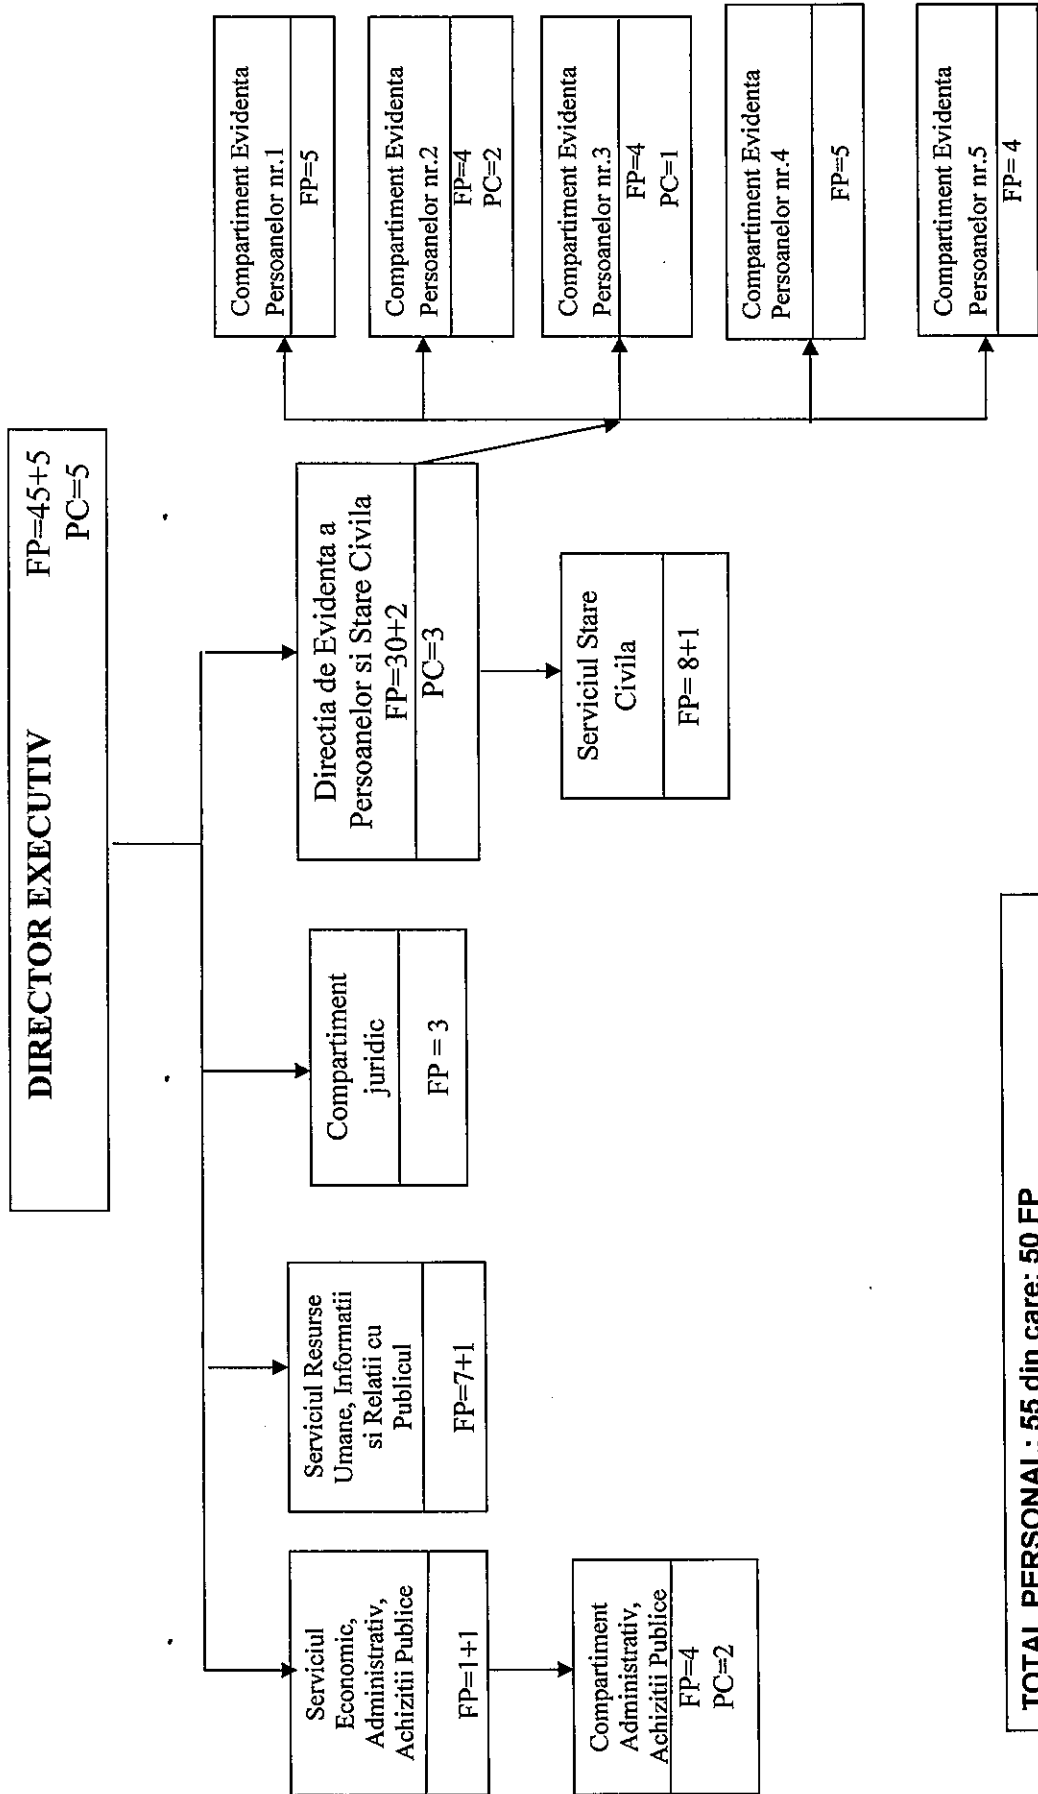 DIRECTOR EXECUTIV FP=45+5
PC=5
Serviciul
Economic,
Administrativ,
Achizitii Publice
FP=1+1
Compartiment
Administrativ,
Achizitii Publice
FP=4
PC=2
Serviciul Resurse
Umane, Informatii
si Relatii cu
Publicul
FP=7+1
Compartiment
juridic
FP = 3
Directia de Evidenta a
Persoanelor si Stare Civila
FP=30+2
PC=3
Serviciul Stare
Civila
FP= 8+1
Compartiment Evidenta
Persoanelor nr.1
FP=5
Compartiment Evidenta
Persoanelor nr.2
FP=4
PC=2
Compartiment Evidenta
Persoanelor nr.3
FP=4
PC=1
Compartiment Evidenta
Persoanelor nr.4
FP=5
Compartiment Evidenta
Persoanelor nr.5
FP= 4
TOTAL PERSONAL: 55 din care: 50 FP